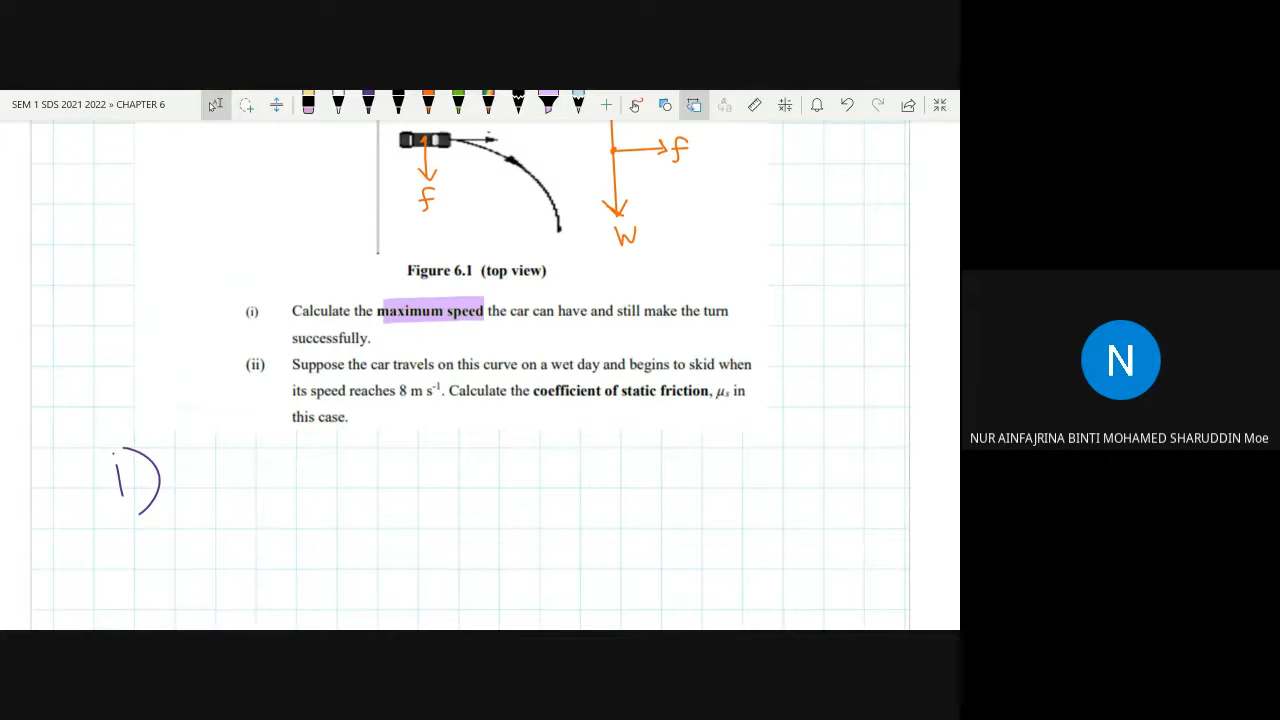 SEM 1 SDS 2021 2022 » CHAPTER 6
f
f
W
Figure 6.1 (top view)
(i) Calculate the maximum speed the car can have and still make the turn
successfully.
(ii) Suppose the car travels on this curve on a wet day and begins to skid when
its speed reaches 8 m s⁻¹. Calculate the coefficient of static friction, μₛ in
this case.
i)
N
NUR AINFAJRINA BINTI MOHAMED SHARUDDIN Moe